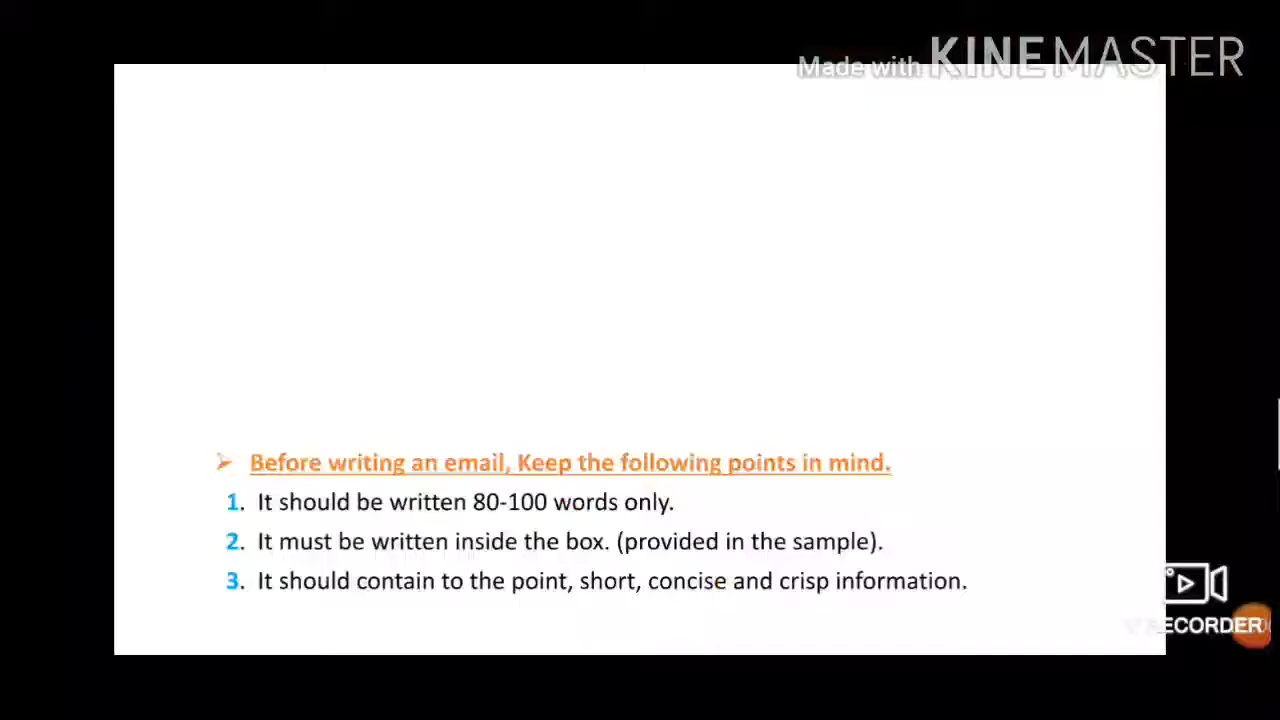 Made with KINEMASTER
➢ Before writing an email, Keep the following points in mind.
1. It should be written 80-100 words only.
2. It must be written inside the box. (provided in the sample).
3. It should contain to the point, short, concise and crisp information.
RECORDER